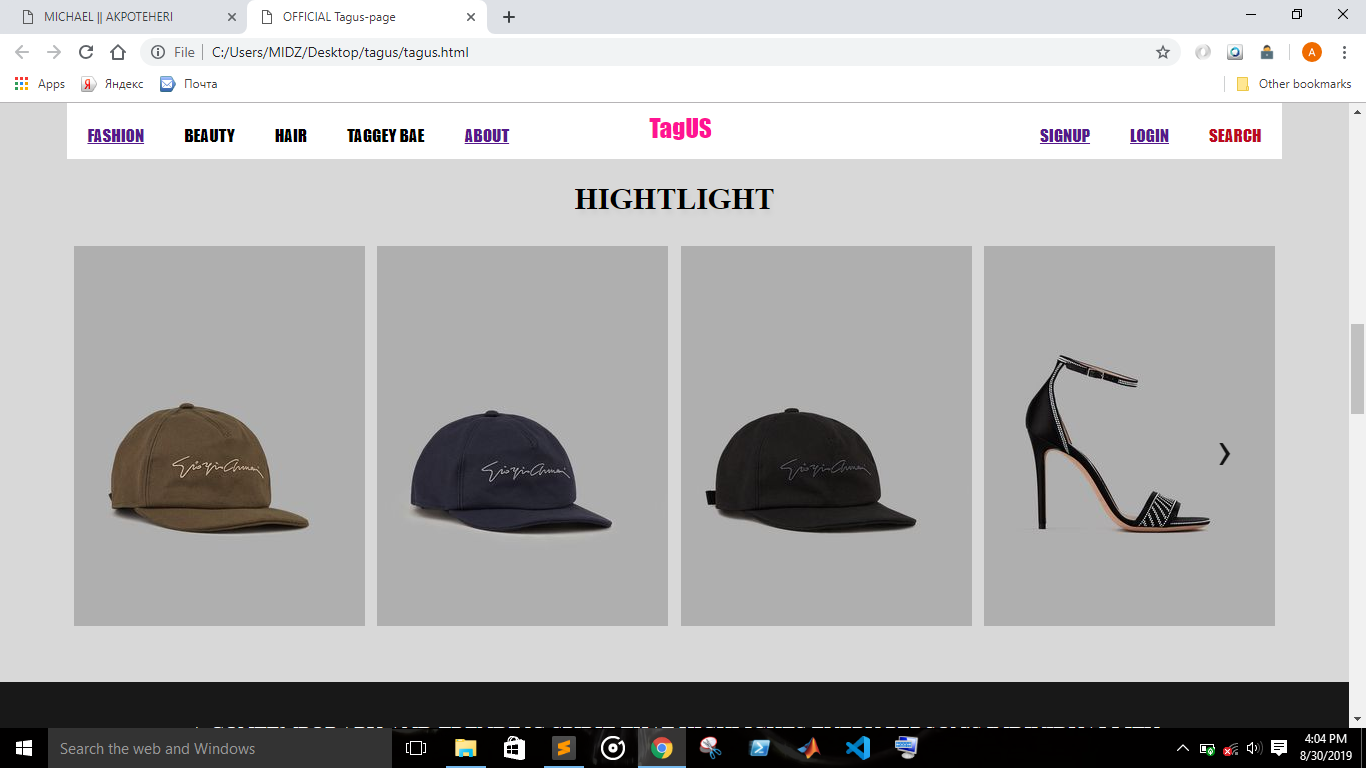 MICHAEL || AKPOTEHERI
OFFICIAL Tagus-page
File C:/Users/MIDZ/Desktop/tagus/tagus.html
A
Apps Яндекс Почта Other bookmarks
FASHION BEAUTY HAIR TAGGEY BAE ABOUT TagUS SIGNUP LOGIN SEARCH
HIGHTLIGHT
Search the web and Windows
4:04 PM
8/30/2019